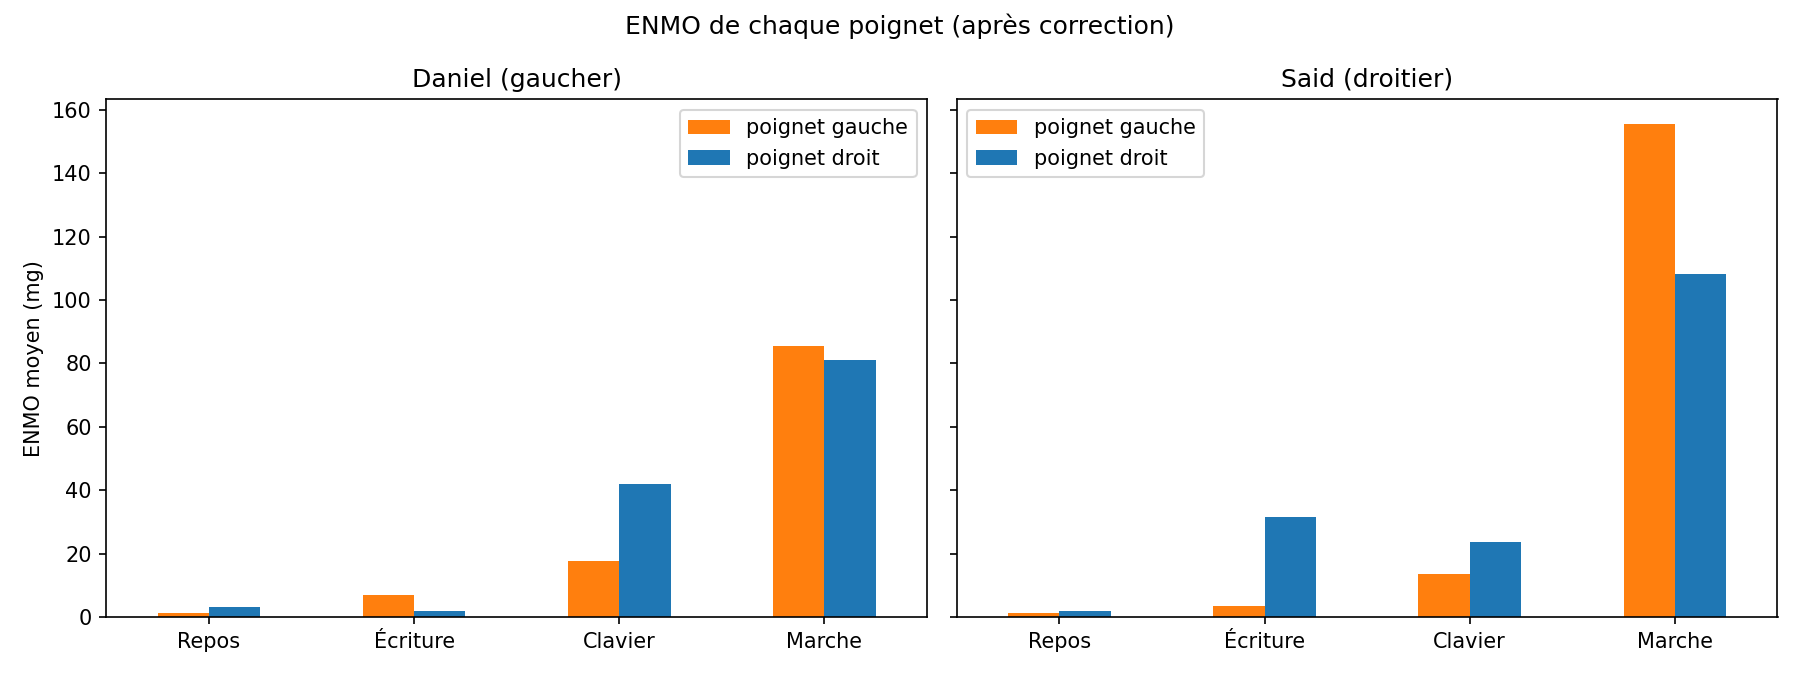 ENMO de chaque poignet (après correction)
Daniel (gaucher)
ENMO moyen (mg)
160
140
120
100
80
60
40
20
0
poignet gauche
poignet droit
Repos
Écriture
Clavier
Marche
Said (droitier)
poignet gauche
poignet droit
Repos
Écriture
Clavier
Marche